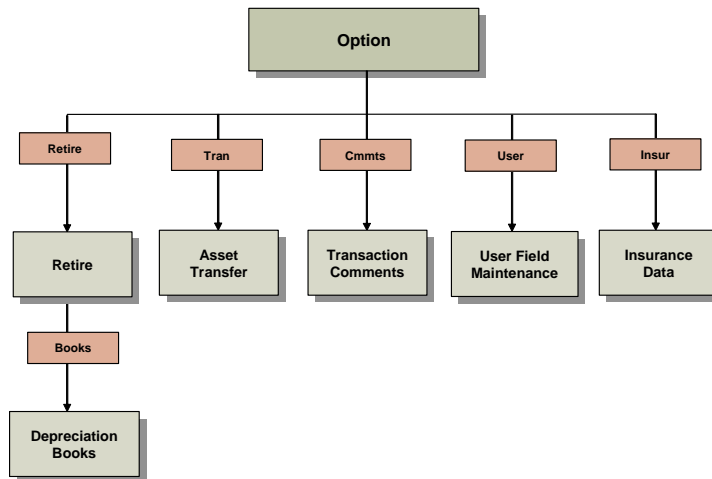 Option
Retire
Tran
Cmmts
User
Insur
Retire
Asset
Transfer
Transaction
Comments
User Field
Maintenance
Insurance
Data
Books
Depreciation
Books